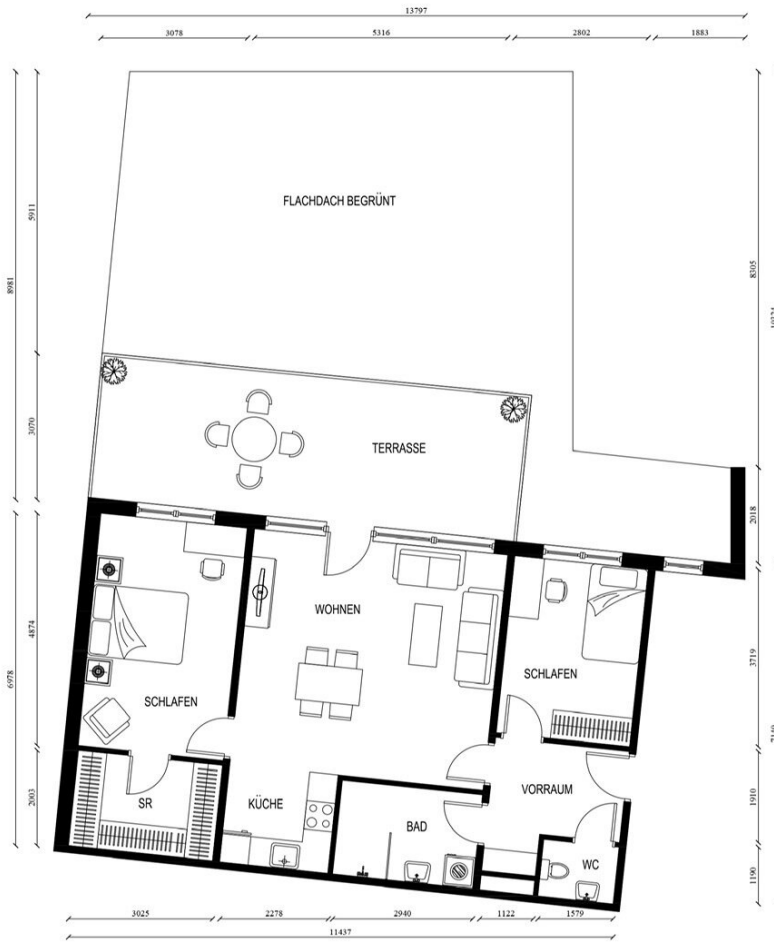 13797
3078 5316 2802 1883
FLACHDACH BEGRÜNT
5911
8981
8305
3070
TERRASSE
2018
WOHNEN
4874
6978
SCHLAFEN
SCHLAFEN
3719
2003
SR
KÜCHE
BAD
VORRAUM
1910
WC
1190
3025 2278 2940 1122 1579
11437